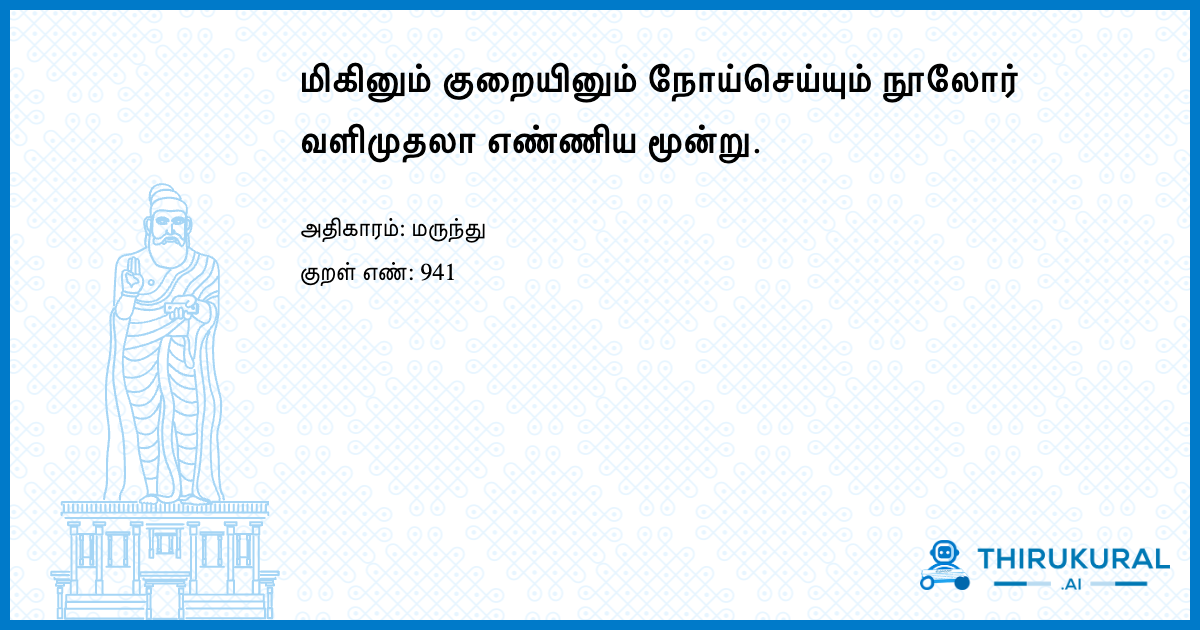 மிகினும் குறையினும் நோய்செய்யும் நூலோர்
வளிமுதலா எண்ணிய மூன்று.
அதிகாரம்: மருந்து
குறள் எண்: 941
THIRUKURAL
.AI